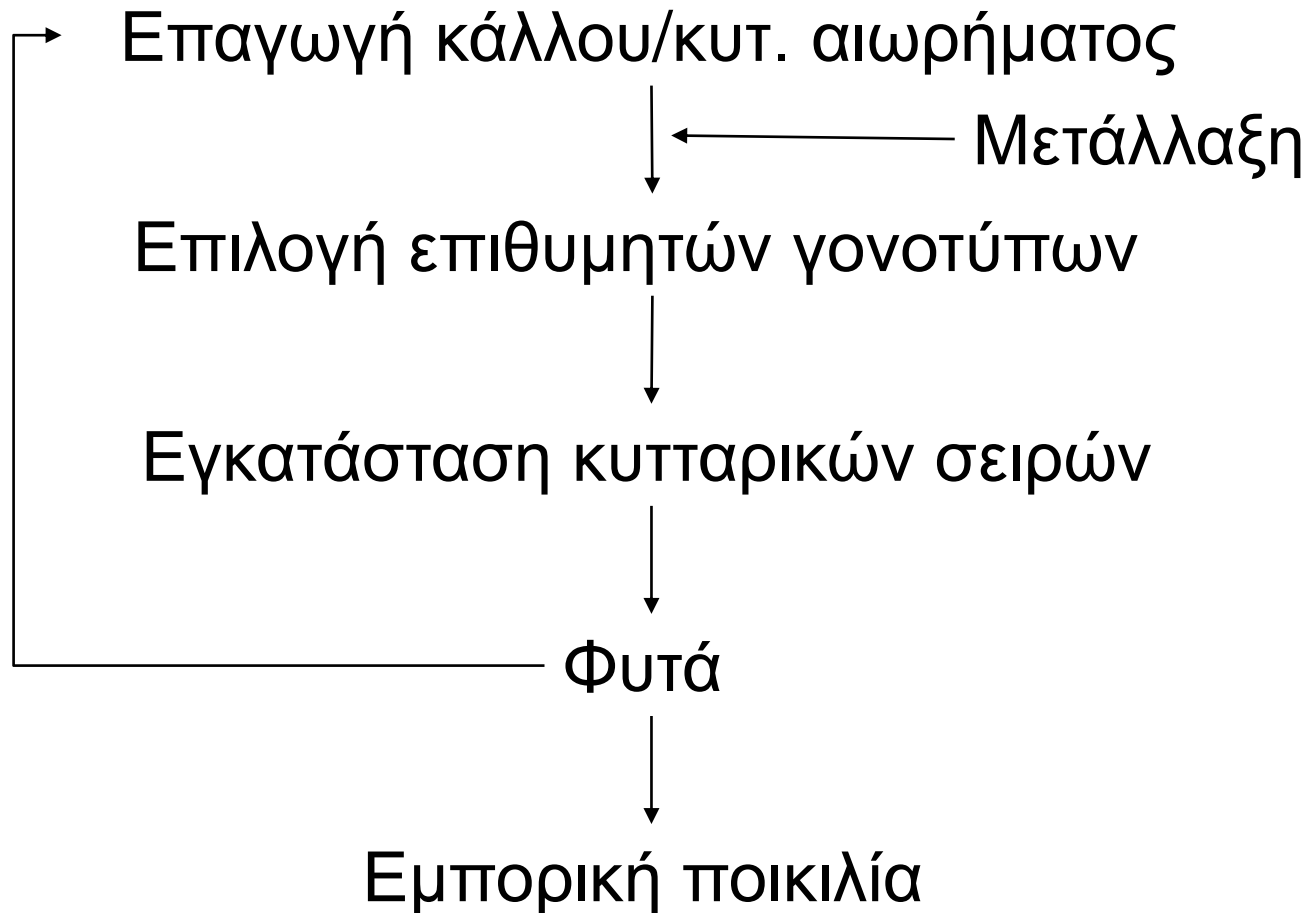 Επαγωγή κάλλου/κυτ. αιωρήματος
Μετάλλαξη
Επιλογή επιθυμητών γονοτύπων
Εγκατάσταση κυτταρικών σειρών
Φυτά
Εμπορική ποικιλία